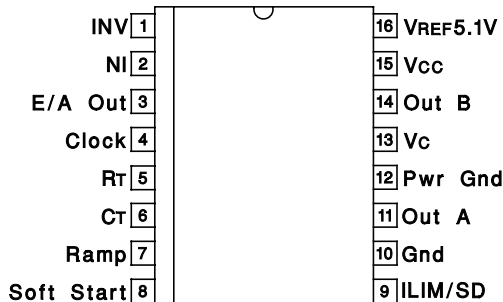 INV 1 16 VREF5.1V
NI 2 15 VCC
E/A Out 3 14 Out B
Clock 4 13 VC
RT 5 12 Pwr Gnd
CT 6 11 Out A
Ramp 7 10 Gnd
Soft Start 8 9 ILIM/SD